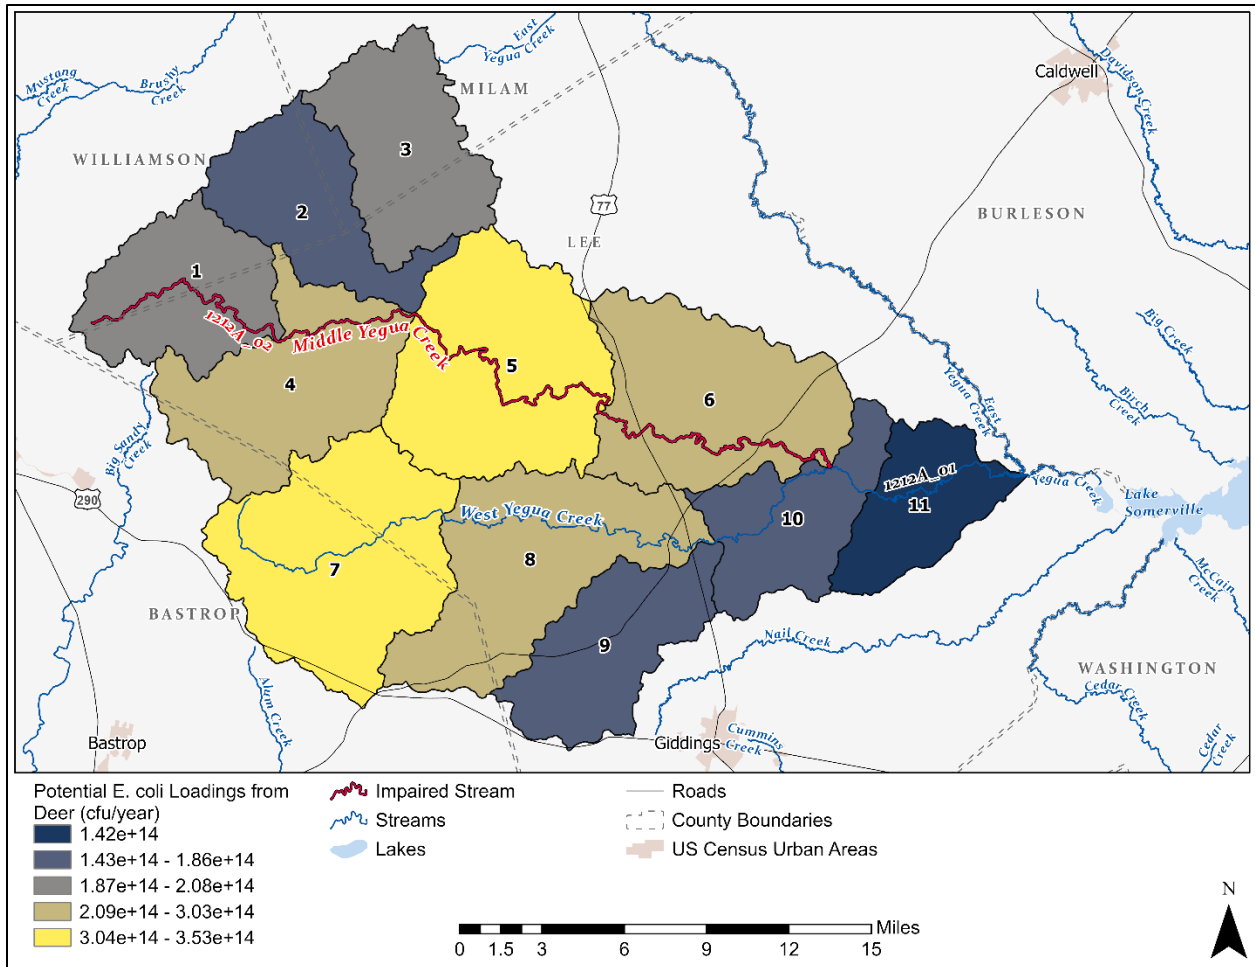 East
Yegua Creek
Mustang
Creek
Brushy
Creek
MILAM
Caldwell
Davidson Creek
WILLIAMSON
3
2
77
LEE
BURLESON
1
1212A_02
Middle Yegua
Creek
5
4
6
Big Creek
Birch
Creek
East
Yegua Creek
Big Sandy
Creek
290
1212A_01
11
Yegua Creek
Lake
Somerville
West Yegua Creek
10
8
7
9
BASTROP
McCain
Creek
Nail Creek
WASHINGTON
Cedar Creek
Cedar
Creek
Alum Creek
Bastrop
Giddings
Cummins
Creek
Potential E. coli Loadings from
Deer (cfu/year)
1.42e+14
1.43e+14 - 1.86e+14
1.87e+14 - 2.08e+14
2.09e+14 - 3.03e+14
3.04e+14 - 3.53e+14
Impaired Stream
Streams
Lakes
Roads
County Boundaries
US Census Urban Areas
Miles
0 1.5 3 6 9 12 15
N